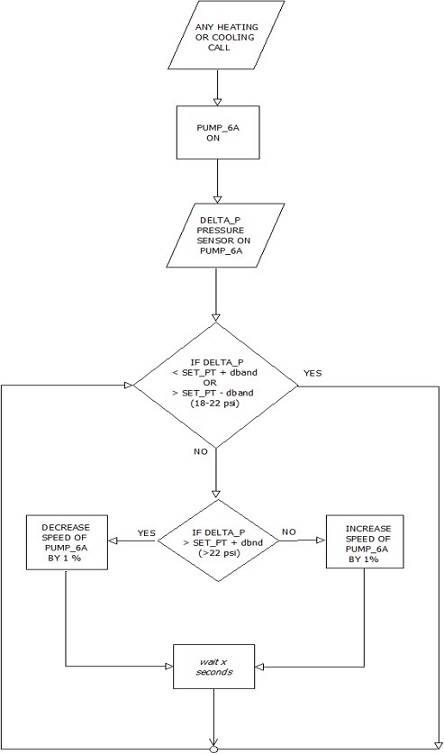 ANY HEATING
OR COOLING
CALL
PUMP_6A
ON
DELTA_P
PRESSURE
SENSOR ON
PUMP_6A
IF DELTA_P
< SET_PT + dband
OR
> SET_PT - dband
(18-22 psi)
YES
NO
IF DELTA_P
> SET_PT + dbnd
(>22 psi)
YES
NO
DECREASE
SPEED OF
PUMP_6A
BY 1 %
INCREASE
SPEED OF
PUMP_6A
BY 1%
wait x
seconds